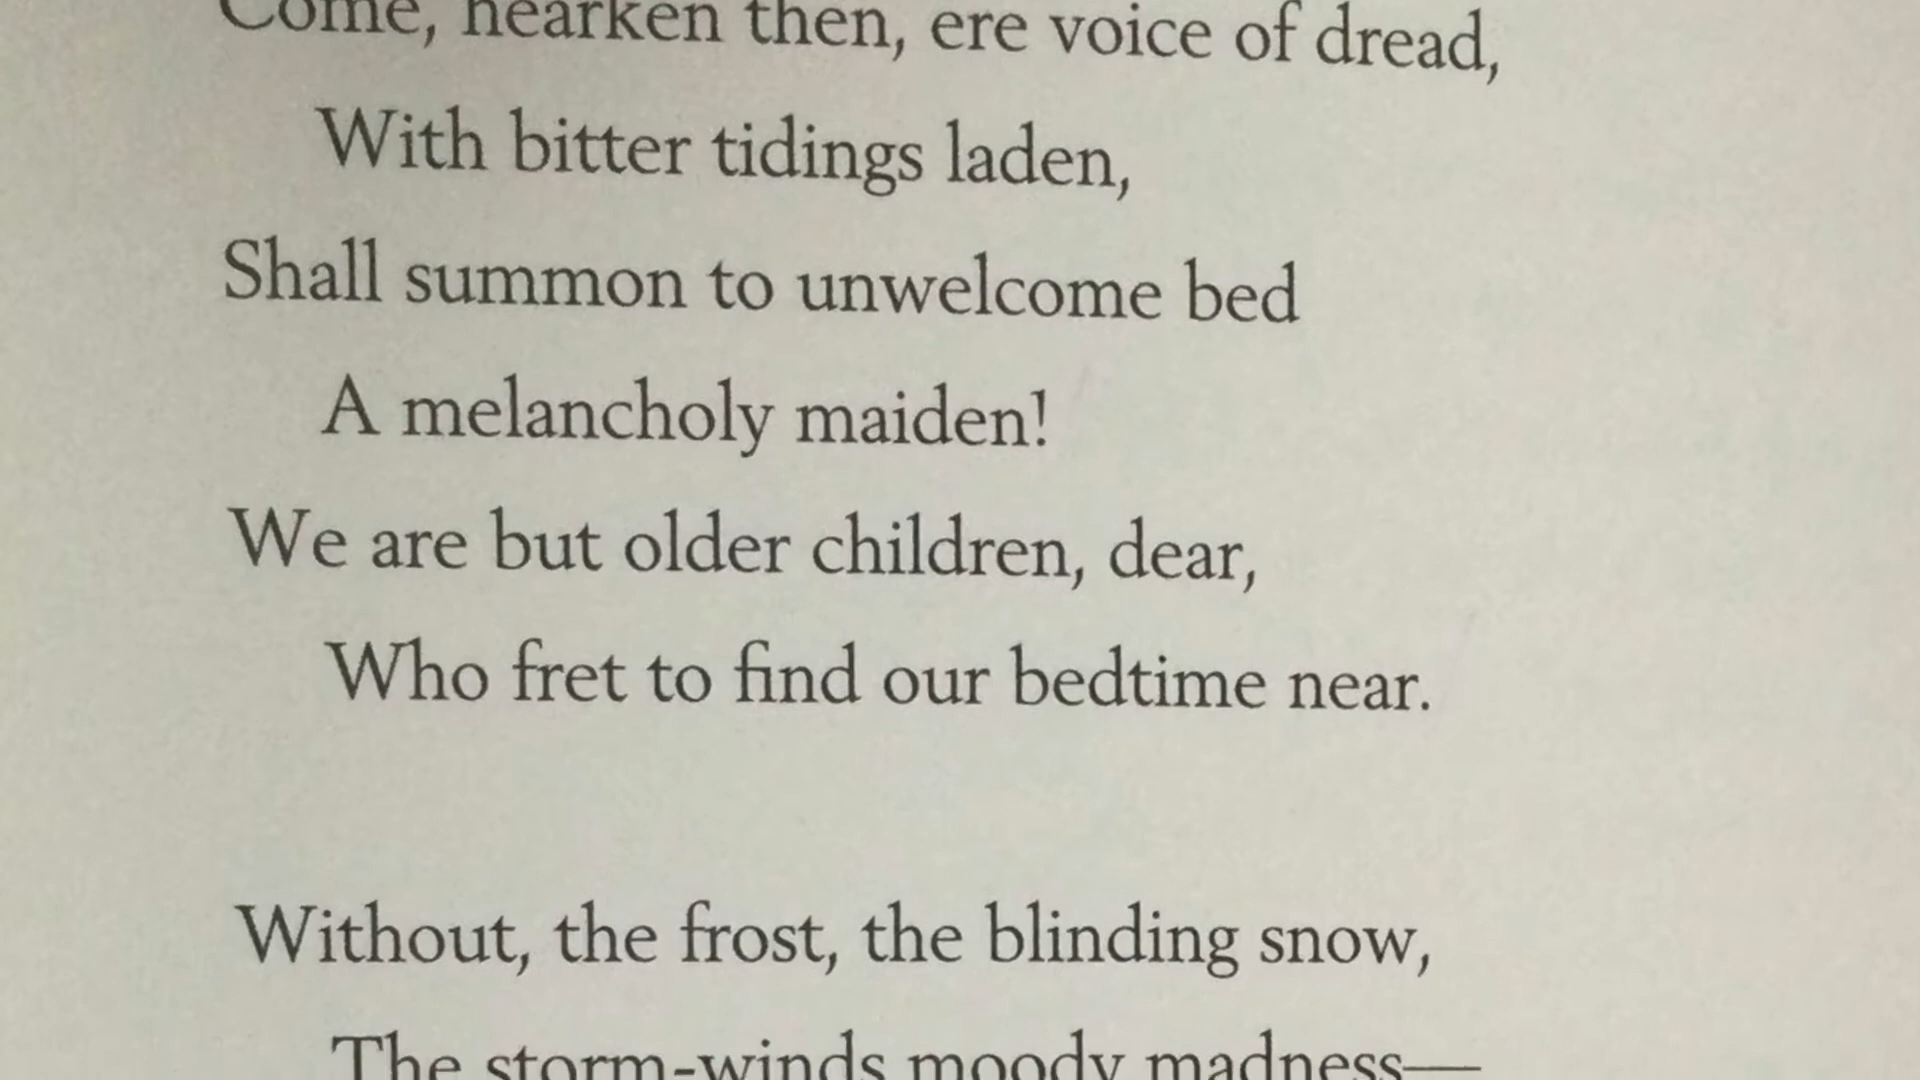 Come, hearken then, ere voice of dread,
With bitter tidings laden,
Shall summon to unwelcome bed
A melancholy maiden!
We are but older children, dear,
Who fret to find our bedtime near.
Without, the frost, the blinding snow,
The storm-winds moody madness—